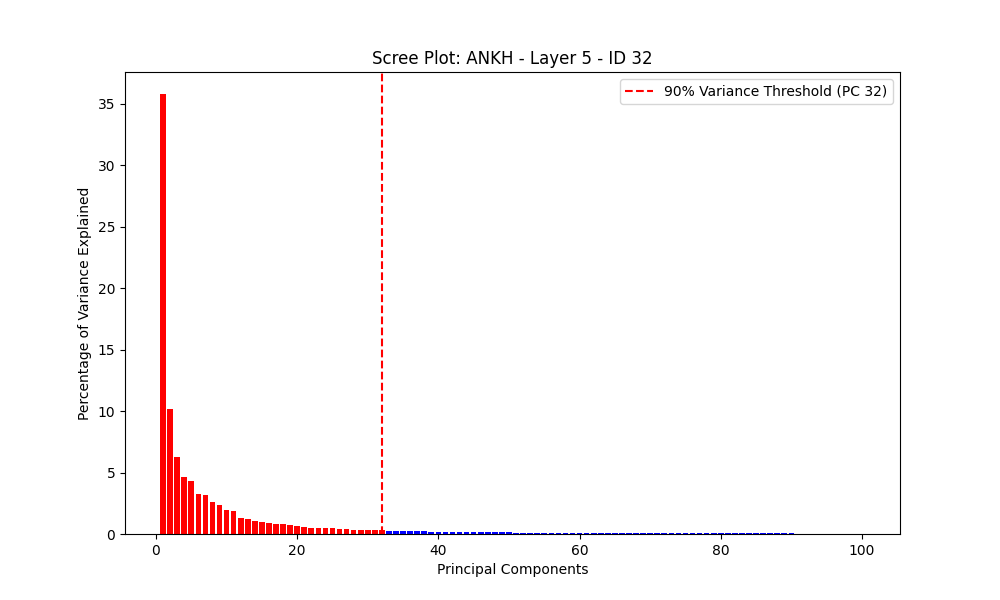 Scree Plot: ANKH - Layer 5 - ID 32
90% Variance Threshold (PC 32)
Percentage of Variance Explained
35
30
25
20
15
10
5
0
0 20 40 60 80 100
Principal Components